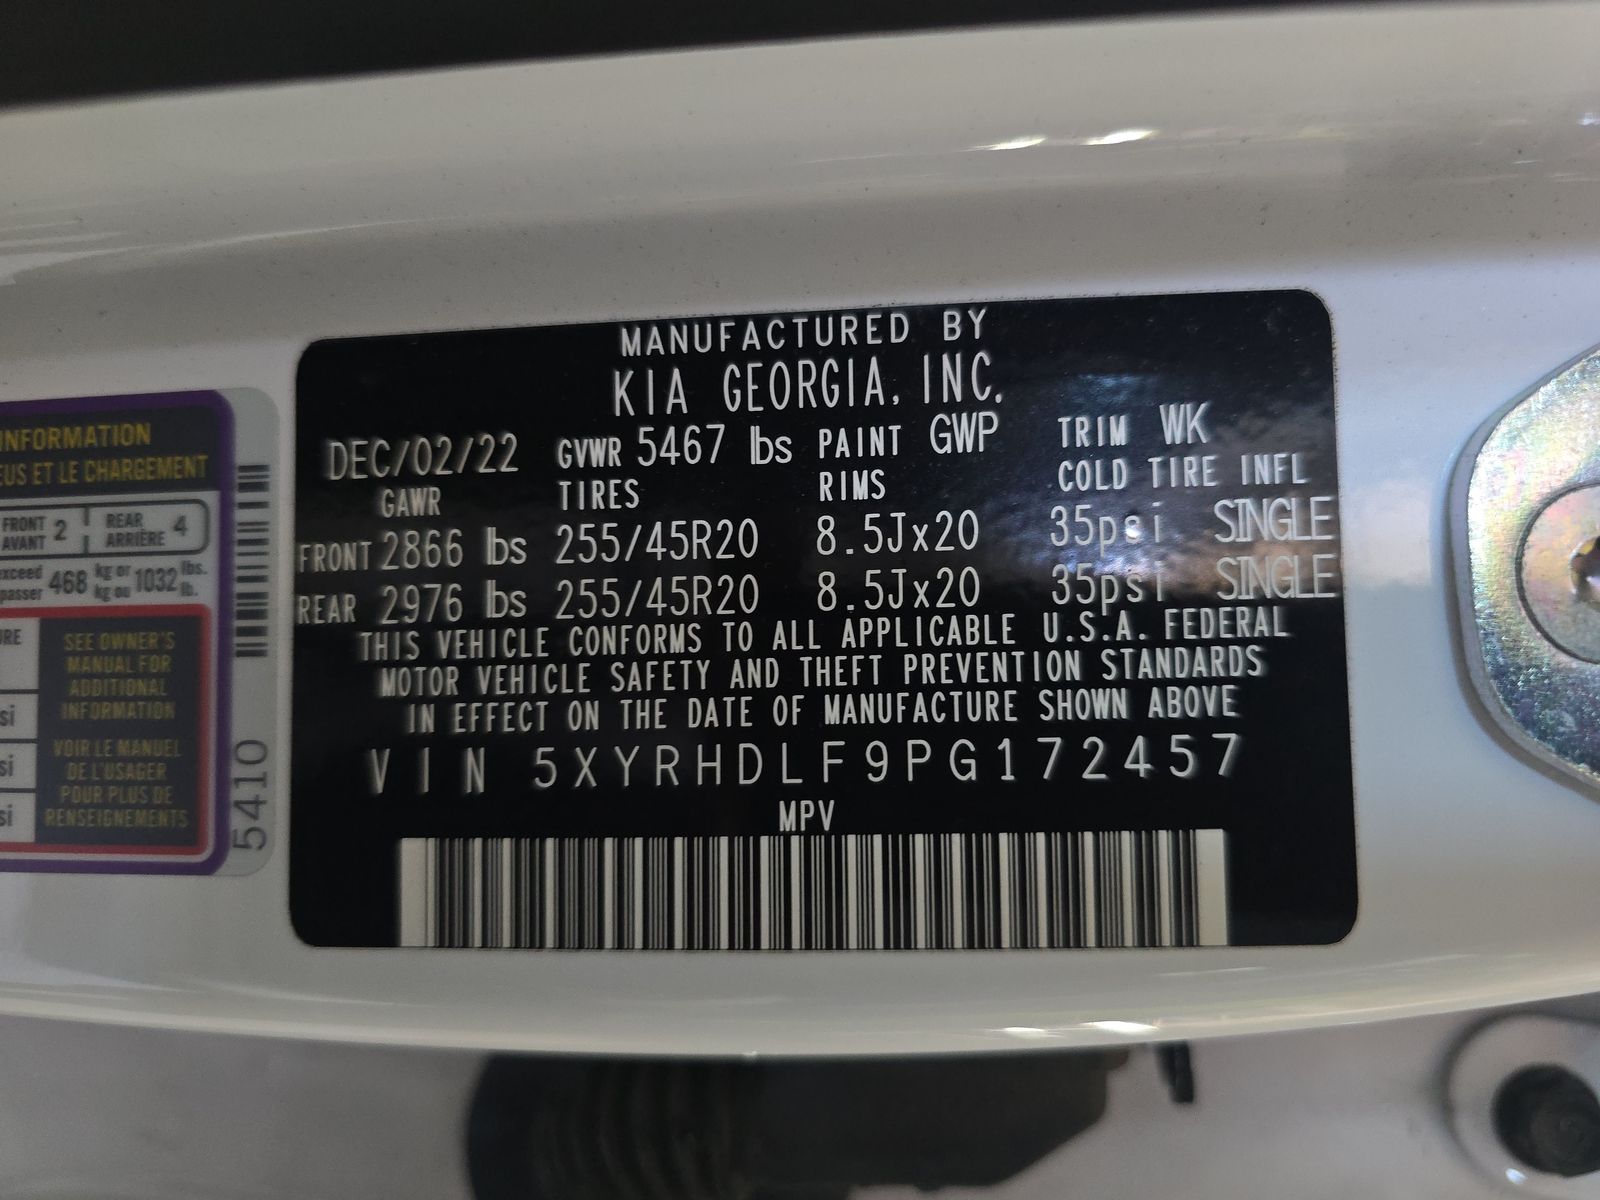 MANUFACTURED BY
KIA GEORGIA, INC.
DEC/02/22 GVWR 5467 lbs PAINT GWP TRIM WK
GAWR TIRES RIMS COLD TIRE INFL
FRONT 2866 lbs 255/45R20 8.5Jx20 35psi SINGLE
REAR 2976 lbs 255/45R20 8.5Jx20 35psi SINGLE
THIS VEHICLE CONFORMS TO ALL APPLICABLE U.S.A. FEDERAL
MOTOR VEHICLE SAFETY AND THEFT PREVENTION STANDARDS
IN EFFECT ON THE DATE OF MANUFACTURE SHOWN ABOVE
VIN 5XYRHDLF9PG172457
MPV
INFORMATION
ET LE CHARGEMENT
FRONT 2 REAR 4
AVANT ARRIÈRE
exceed 468 kg or 1032 lbs.
kg ou lb.
SEE OWNER'S
MANUAL FOR
ADDITIONAL
INFORMATION
VOIR LE MANUEL
DE L'USAGER
POUR PLUS DE
RENSEIGNEMENTS
5410